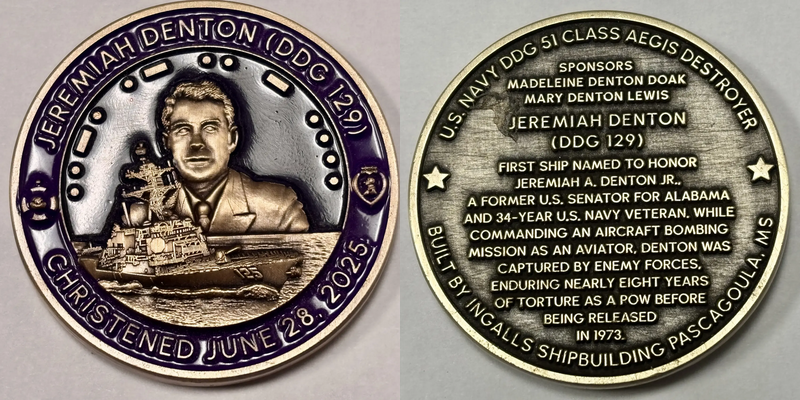 JEREMIAH DENTON (DDG 129)
CHRISTENED JUNE 28, 2025
U.S. NAVY DDG 51 CLASS AEGIS DESTROYER
SPONSORS
MADELEINE DENTON DOAK
MARY DENTON LEWIS
JEREMIAH DENTON
(DDG 129)
FIRST SHIP NAMED TO HONOR
JEREMIAH A. DENTON JR.,
A FORMER U.S. SENATOR FOR ALABAMA
AND 34-YEAR U.S. NAVY VETERAN. WHILE
COMMANDING AN AIRCRAFT BOMBING
MISSION AS AN AVIATOR, DENTON WAS
CAPTURED BY ENEMY FORCES,
ENDURING NEARLY EIGHT YEARS
OF TORTURE AS A POW BEFORE
BEING RELEASED
IN 1973.
BUILT BY INGALLS SHIPBUILDING PASCAGOULA, MS